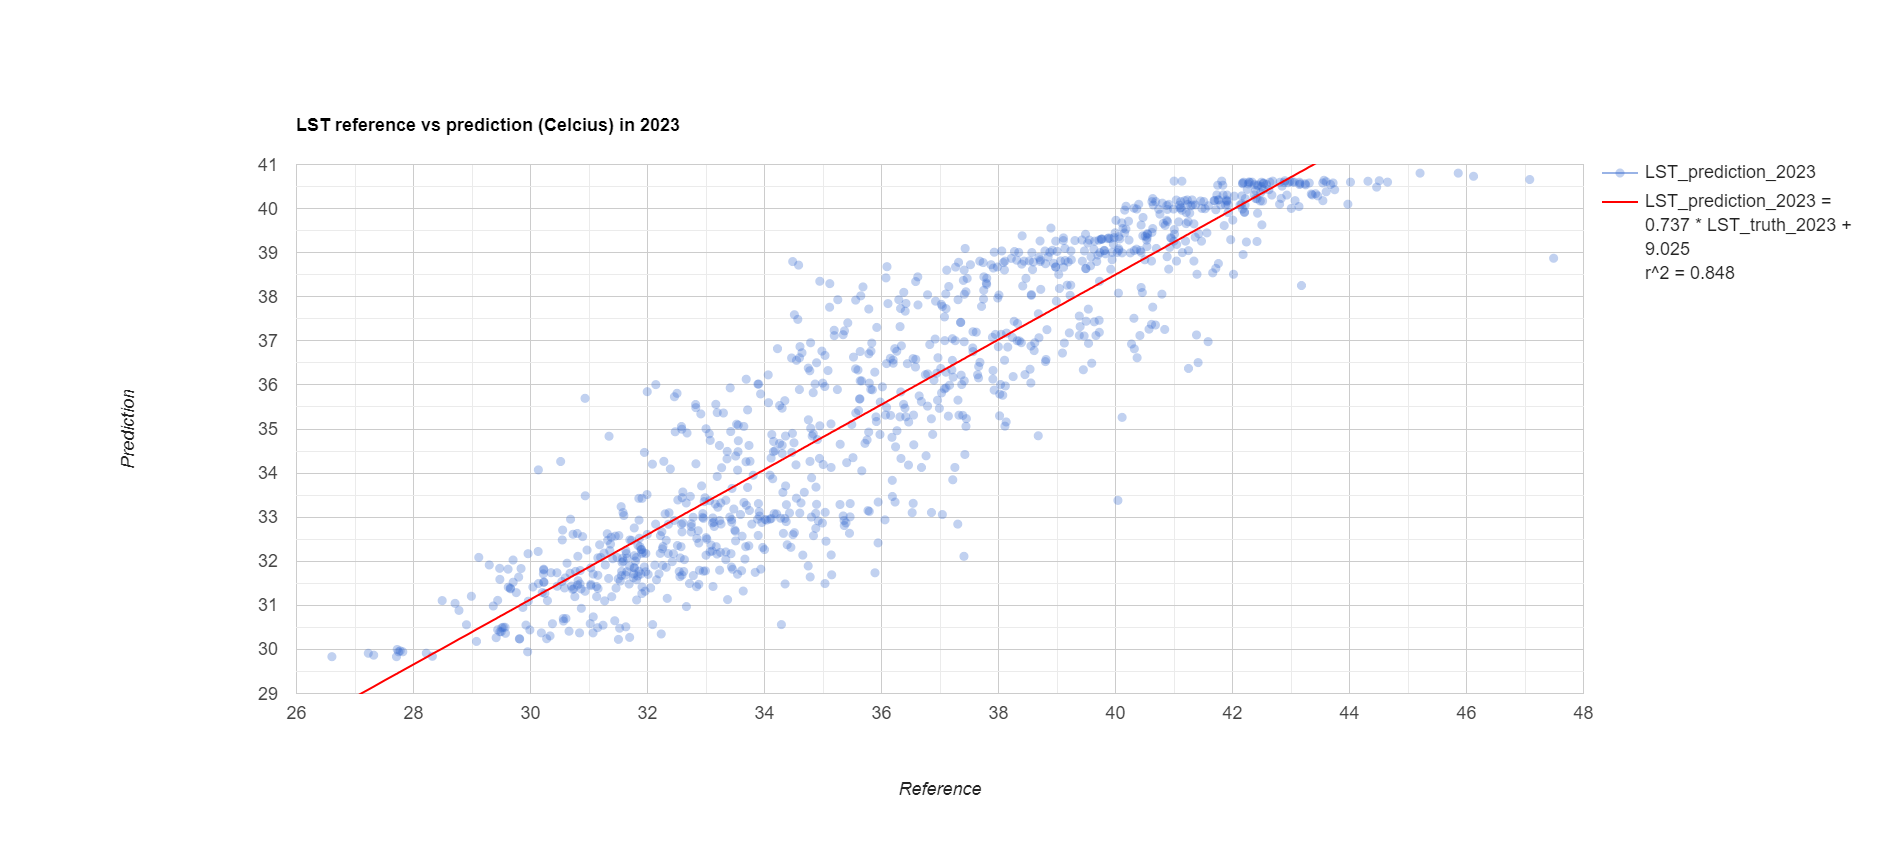 LST reference vs prediction (Celcius) in 2023
41
40
39
38
37
36
35
34
33
32
31
30
29
26 28 30 32 34 36 38 40 42 44 46 48
Prediction
Reference
LST_prediction_2023
LST_prediction_2023 =
0.737 * LST_truth_2023 +
9.025
r^2 = 0.848